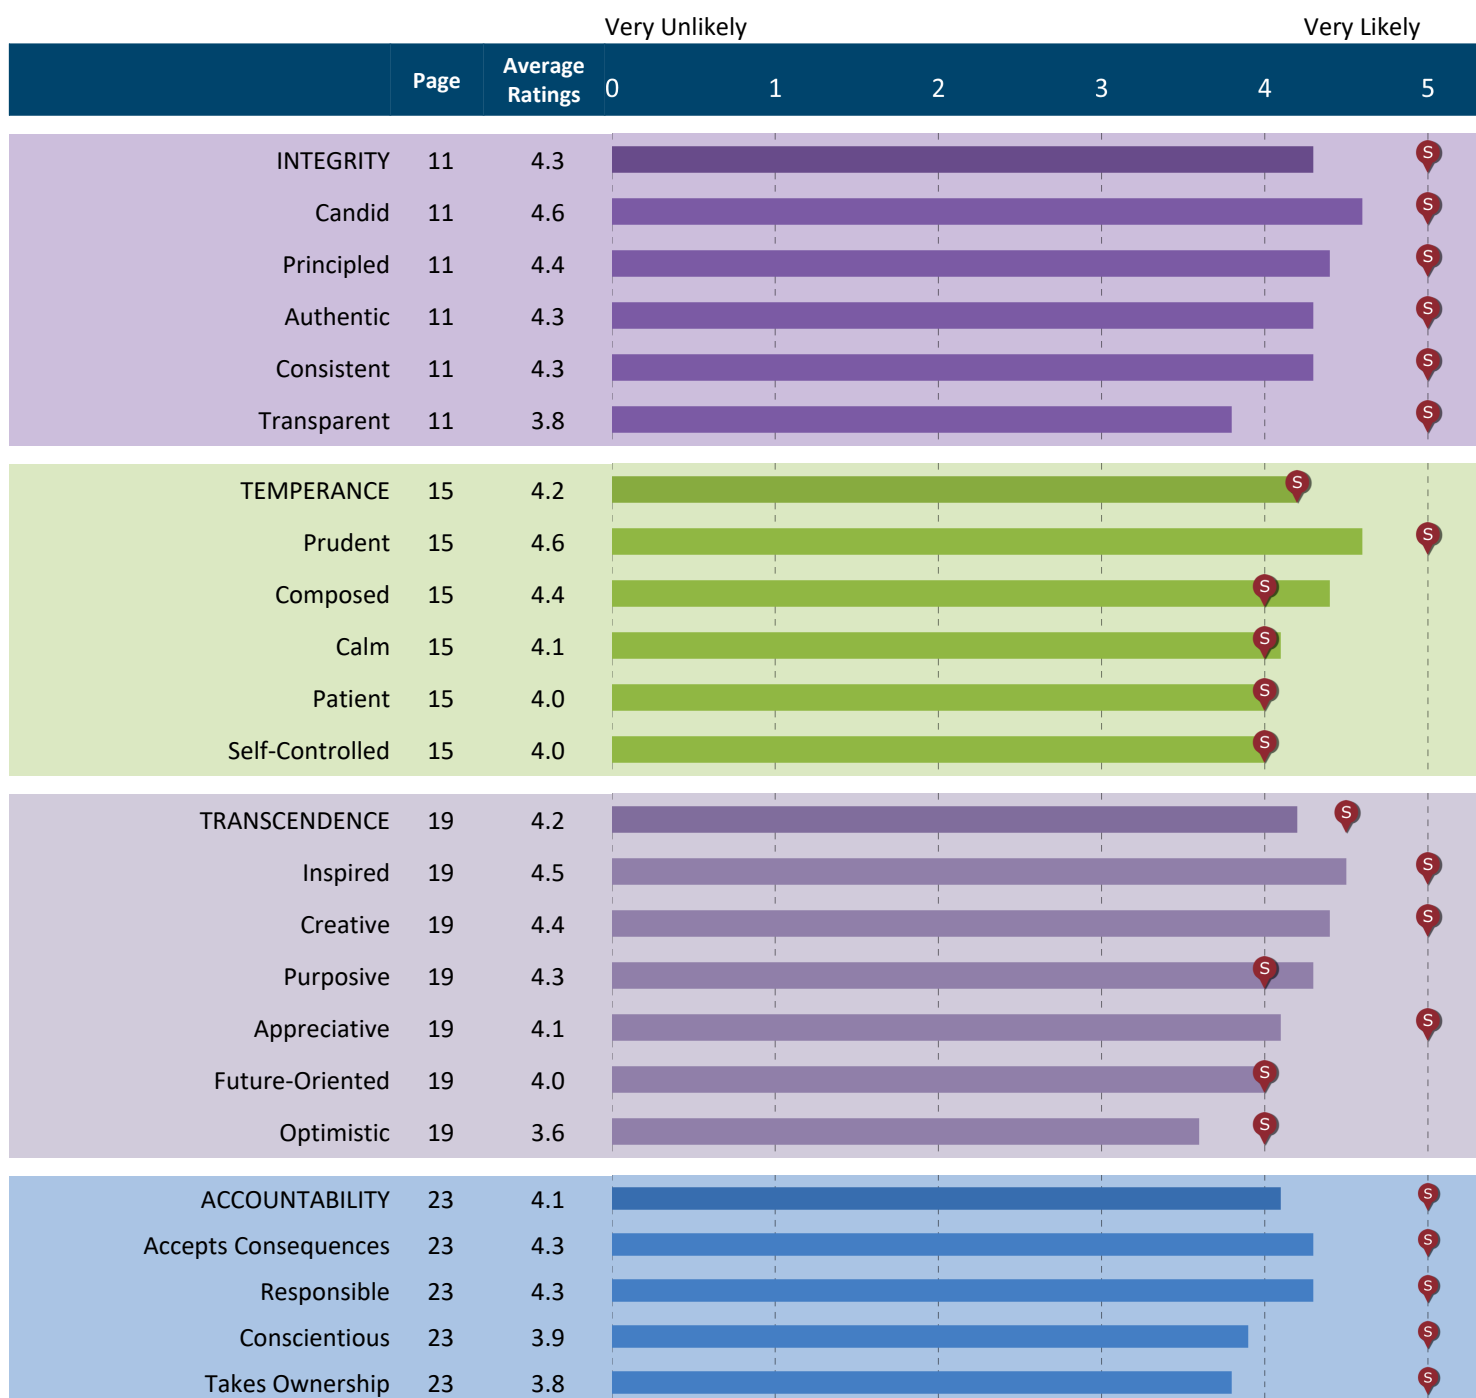 Very Unlikely Very Likely
Page Average Ratings 0 1 2 3 4 5
INTEGRITY 11 4.3 S
Candid 11 4.6 S
Principled 11 4.4 S
Authentic 11 4.3 S
Consistent 11 4.3 S
Transparent 11 3.8 S
TEMPERANCE 15 4.2 S
Prudent 15 4.6 S
Composed 15 4.4 S
Calm 15 4.1 S
Patient 15 4.0 S
Self-Controlled 15 4.0 S
TRANSCENDENCE 19 4.2 S
Inspired 19 4.5 S
Creative 19 4.4 S
Purposive 19 4.3 S
Appreciative 19 4.1 S
Future-Oriented 19 4.0 S
Optimistic 19 3.6 S
ACCOUNTABILITY 23 4.1 S
Accepts Consequences 23 4.3 S
Responsible 23 4.3 S
Conscientious 23 3.9 S
Takes Ownership 23 3.8 S